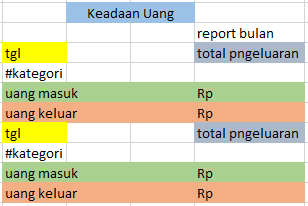 Keadaan Uang
report bulan
tgl total pngeluaran
#kategori
uang masuk Rp
uang keluar Rp
tgl total pngeluaran
#kategori
uang masuk Rp
uang keluar Rp